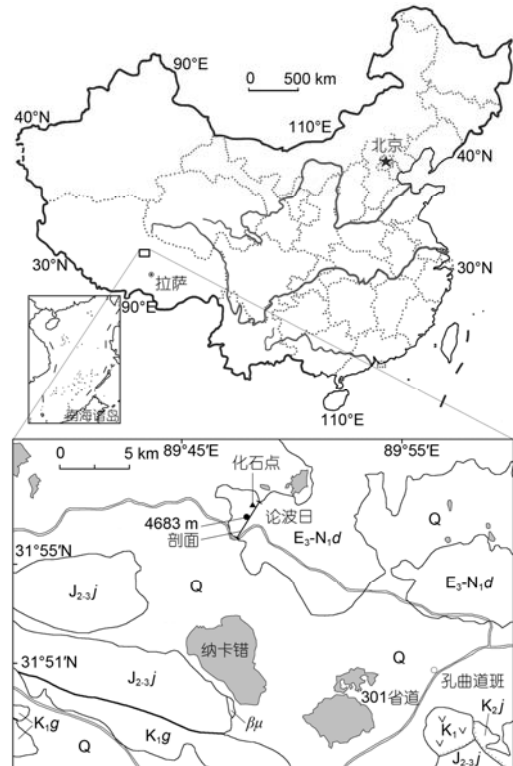 90°E
0 500 km
40°N
110°E
北京
40°N
30°N
拉萨
30°N
90°E
南海诸岛
110°E
0 5 km
89°45′E
89°55′E
化石点
4683 m
论波日
剖面
Q
E₃-N₁d
31°55′N
J₂₋₃j
Q
E₃-N₁d
纳卡错
Q
31°51′N
J₂₋₃j
孔曲道班
301省道
βμ
K₂j
K₁g
K₁g
K₁
Q
J₂₋₃j